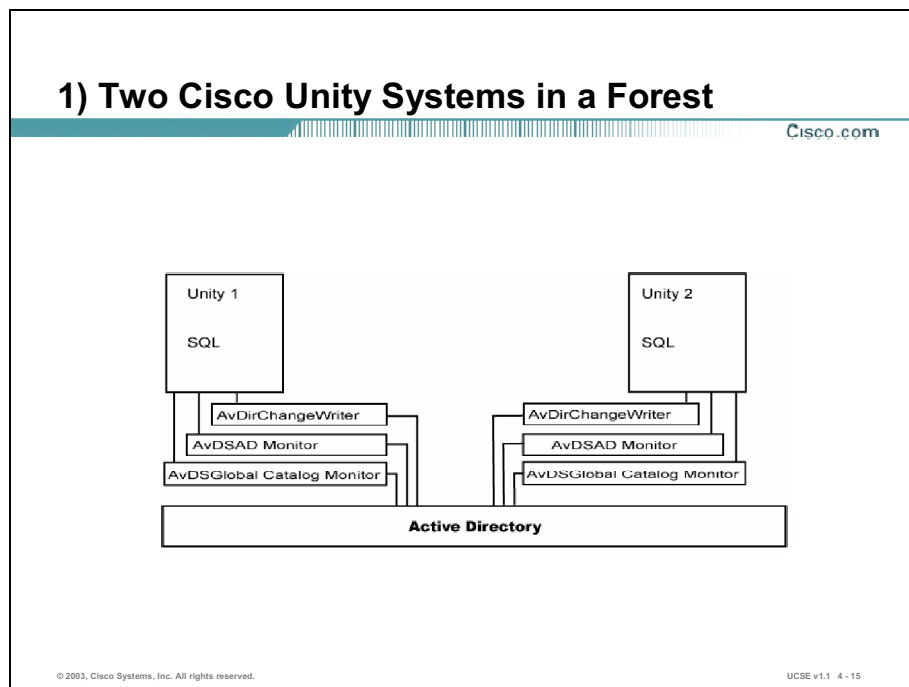 1) Two Cisco Unity Systems in a Forest
Cisco.com
Unity 1
SQL
AvDirChangeWriter
AvDSAD Monitor
AvDSGlobal Catalog Monitor
Unity 2
SQL
AvDirChangeWriter
AvDSAD Monitor
AvDSGlobal Catalog Monitor
Active Directory
© 2003, Cisco Systems, Inc. All rights reserved.
UCSE v1.1 4 - 15